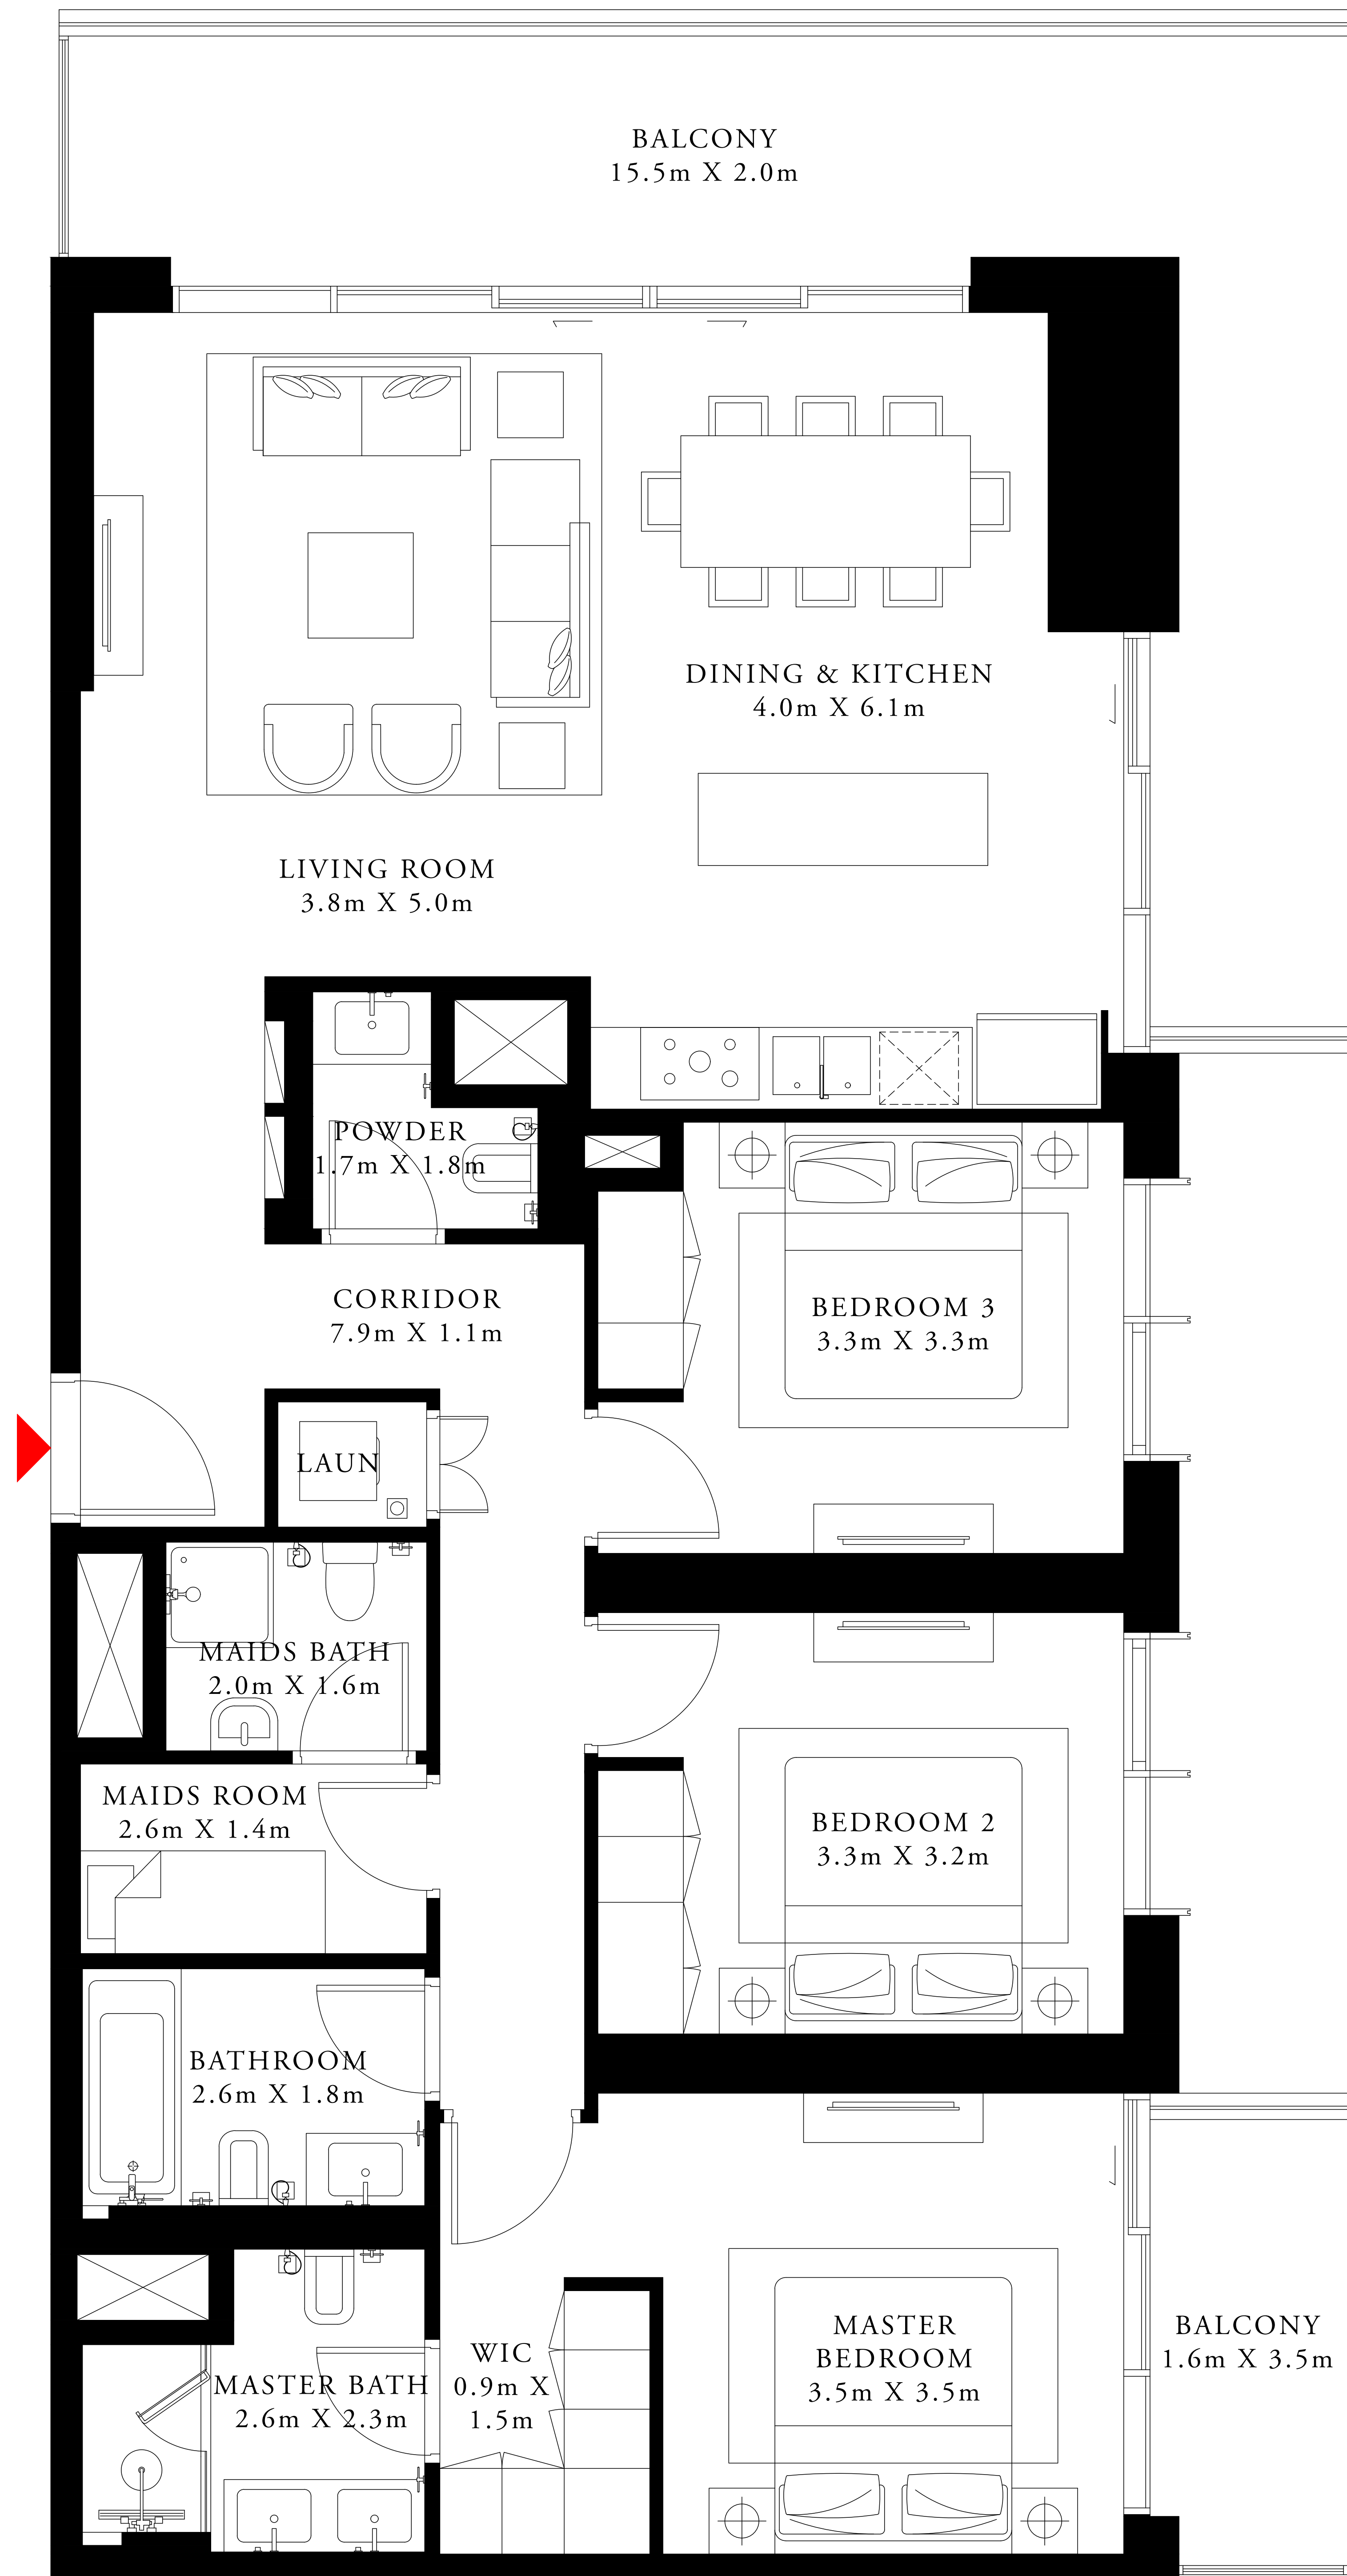 BALCONY
15.5m X 2.0m
DINING & KITCHEN
4.0m X 6.1m
LIVING ROOM
3.8m X 5.0m
POWDER
1.7m X 1.8m
CORRIDOR
7.9m X 1.1m
BEDROOM 3
3.3m X 3.3m
LAUN
MAIDS BATH
2.0m X 1.6m
MAIDS ROOM
2.6m X 1.4m
BEDROOM 2
3.3m X 3.2m
BATHROOM
2.6m X 1.8m
MASTER
BEDROOM
3.5m X 3.5m
BALCONY
1.6m X 3.5m
WIC
0.9m X
1.5m
MASTER BATH
2.6m X 2.3m